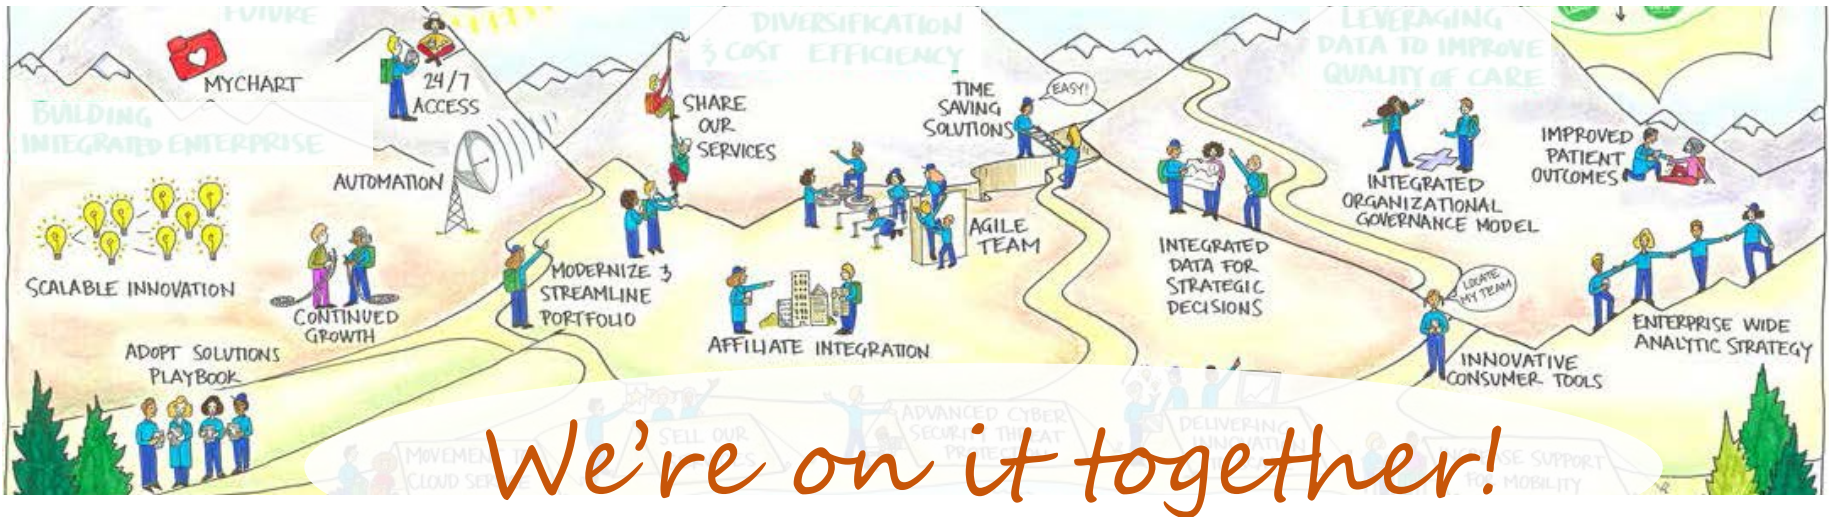 FUTURE
MYCHART
24/7
ACCESS
BUILDING
INTEGRATED ENTERPRISE
AUTOMATION
SCALABLE INNOVATION
CONTINUED
GROWTH
ADOPT SOLUTIONS
PLAYBOOK
DIVERSIFICATION
& COST EFFICIENCY
SHARE
OUR
SERVICES
TIME
SAVING
SOLUTIONS
EASY!
MODERNIZE &
STREAMLINE
PORTFOLIO
AGILE
TEAM
AFFILIATE INTEGRATION
LEVERAGING
DATA TO IMPROVE
QUALITY OF CARE
INTEGRATED
DATA FOR
STRATEGIC
DECISIONS
INTEGRATED
ORGANIZATIONAL
GOVERNANCE MODEL
IMPROVED
PATIENT
OUTCOMES
LOCATE
MY TEAM
INNOVATIVE
CONSUMER TOOLS
ENTERPRISE WIDE
ANALYTIC STRATEGY
MOVEMENT
CLOUD
SELL OUR
ADVANCED CYBER
SECURITY THREAT
DELIVERING
INNOVATION
SUPPORT
FOR MOBILITY
We're on it together!